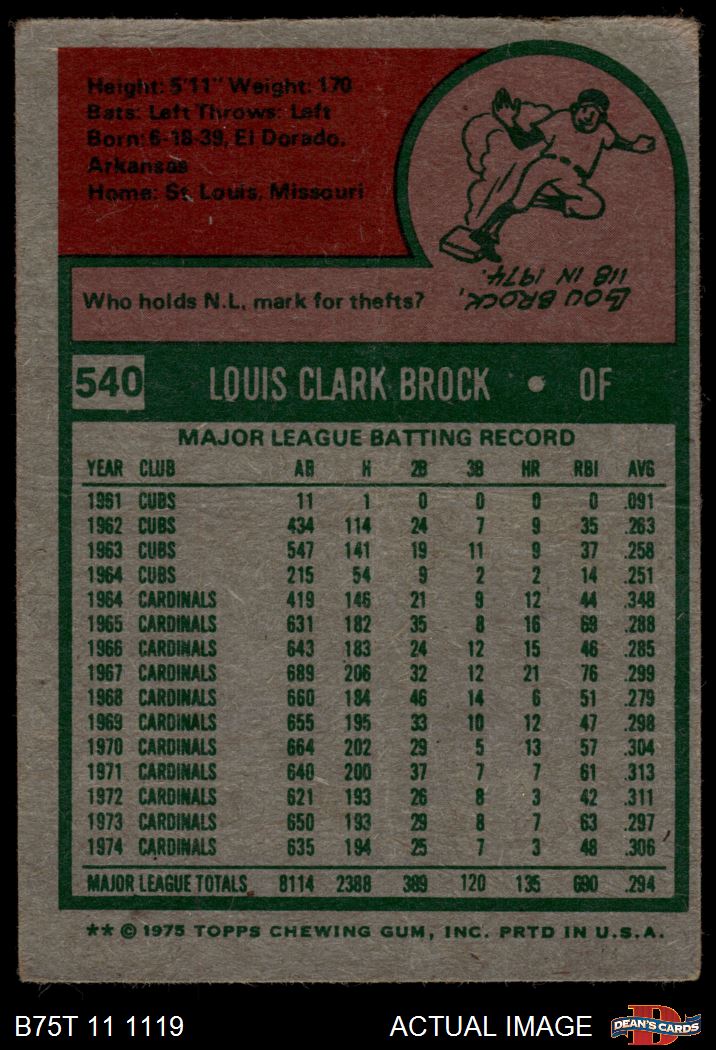 Height: 5'11" Weight: 170
Bats: Left Throws: Left
Born: 6-18-39, El Dorado,
Arkansas
Home: St. Louis, Missouri
Who holds N.L. mark for thefts?
LOU BROCK,
118 IN 1974.
540 LOUIS CLARK BROCK • OF
MAJOR LEAGUE BATTING RECORD
YEAR CLUB AB H 2B 3B HR RBI AVG
1961 CUBS 11 1 0 0 0 0 .091
1962 CUBS 434 114 24 7 9 35 .263
1963 CUBS 547 141 19 11 9 37 .258
1964 CUBS 215 54 9 2 2 14 .251
1964 CARDINALS 419 146 21 9 12 44 .348
1965 CARDINALS 631 182 35 8 16 69 .288
1966 CARDINALS 643 183 24 12 15 46 .285
1967 CARDINALS 689 206 32 12 21 76 .299
1968 CARDINALS 660 184 46 14 6 51 .279
1969 CARDINALS 655 195 33 10 12 47 .298
1970 CARDINALS 664 202 29 5 13 57 .304
1971 CARDINALS 640 200 37 7 7 61 .313
1972 CARDINALS 621 193 26 8 3 42 .311
1973 CARDINALS 650 193 29 8 7 63 .297
1974 CARDINALS 635 194 25 7 3 48 .306
MAJOR LEAGUE TOTALS 8114 2388 389 120 135 690 .294
** © 1975 TOPPS CHEWING GUM, INC. PRTD IN U.S.A.
B75T 11 1119 ACTUAL IMAGE DEAN'S CARDS